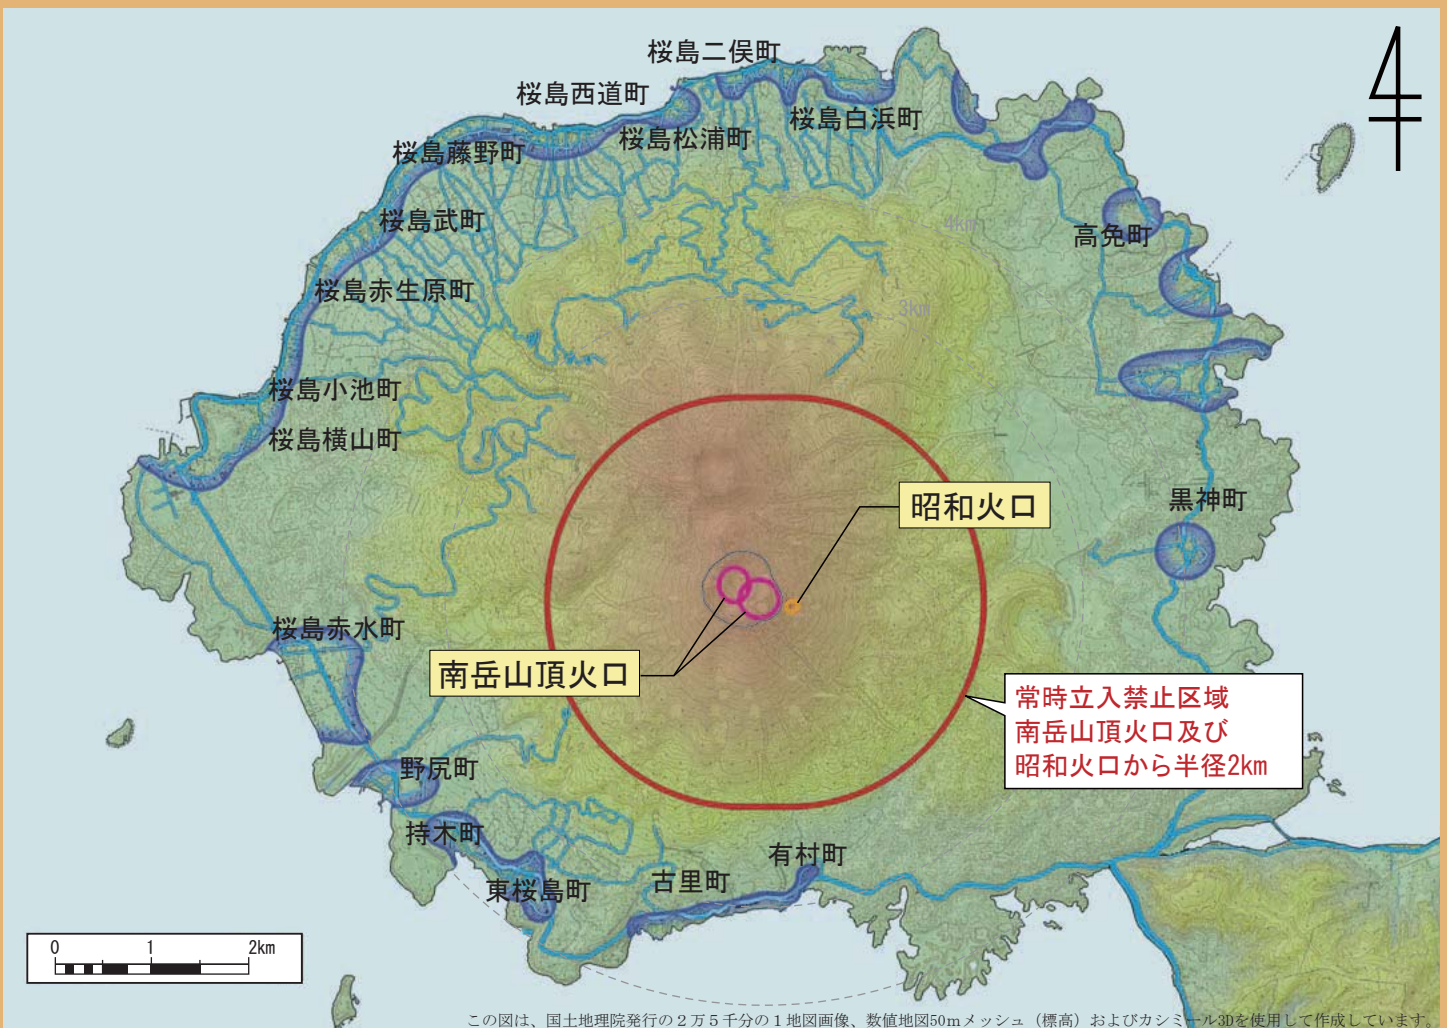 桜島二俣町
桜島西道町
桜島松浦町
桜島白浜町
桜島藤野町
桜島武町
4km
高免町
桜島赤生原町
3km
桜島小池町
桜島横山町
昭和火口
黒神町
桜島赤水町
南岳山頂火口
常時立入禁止区域
南岳山頂火口及び
昭和火口から半径2km
野尻町
持木町
有村町
古里町
東桜島町
0 1 2km
この図は、国土地理院発行の2万5千分の1地図画像、数値地図50mメッシュ（標高）およびカシミール3Dを使用して作成しています。